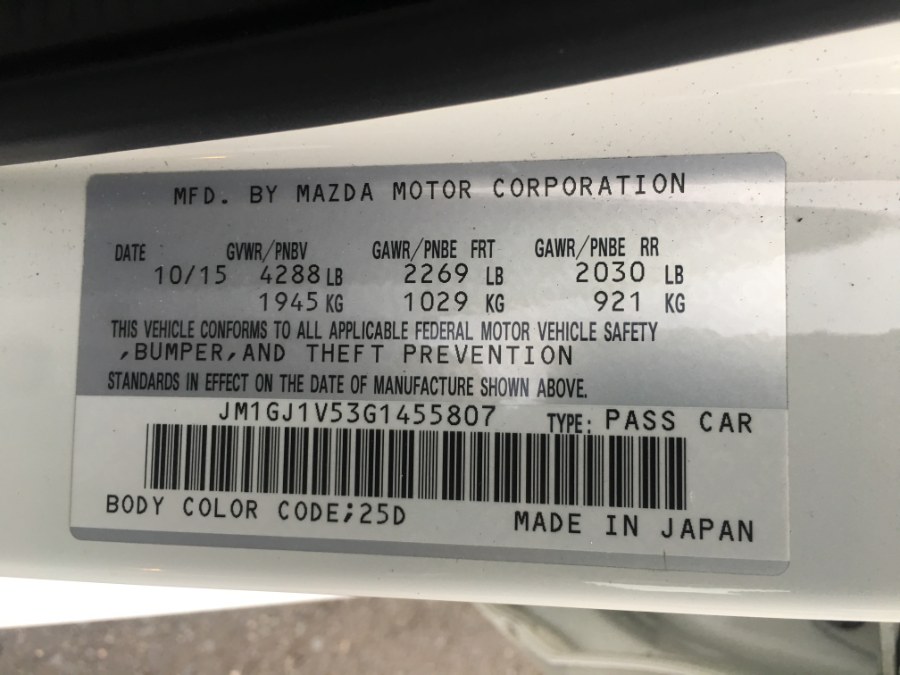 MFD. BY MAZDA MOTOR CORPORATION
DATE GVWR/PNBV GAWR/PNBE FRT GAWR/PNBE RR
10/15 4288 LB 2269 LB 2030 LB
1945 KG 1029 KG 921 KG
THIS VEHICLE CONFORMS TO ALL APPLICABLE FEDERAL MOTOR VEHICLE SAFETY
,BUMPER,AND THEFT PREVENTION
STANDARDS IN EFFECT ON THE DATE OF MANUFACTURE SHOWN ABOVE.
JM1GJ1V53G1455807 TYPE: PASS CAR
BODY COLOR CODE;25D MADE IN JAPAN